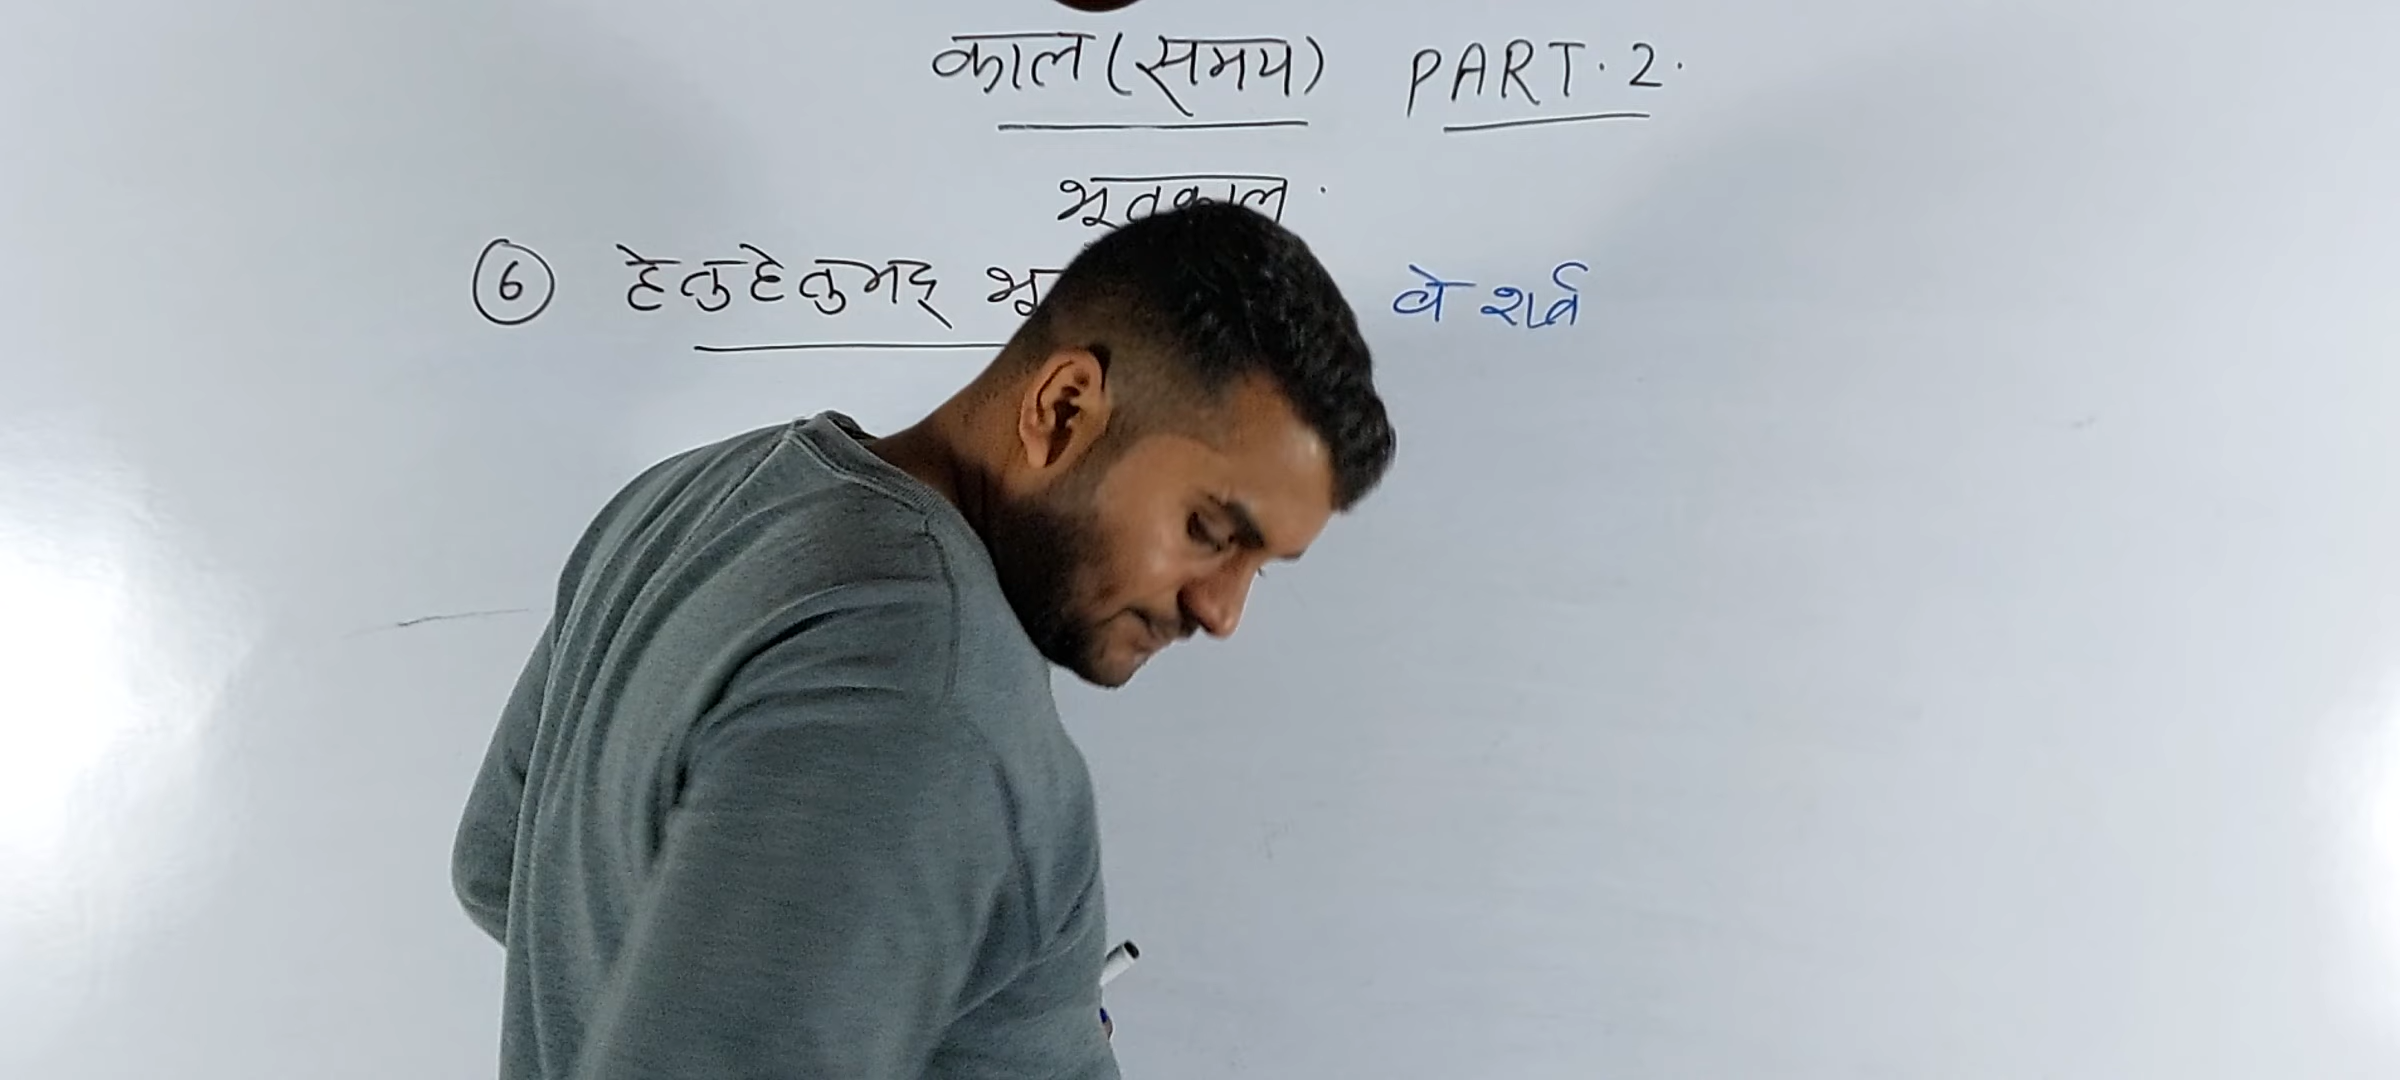 काल (समय) PART. 2.
भूतकाल.
6 हेतुहेतुमद् भू
वे शर्त